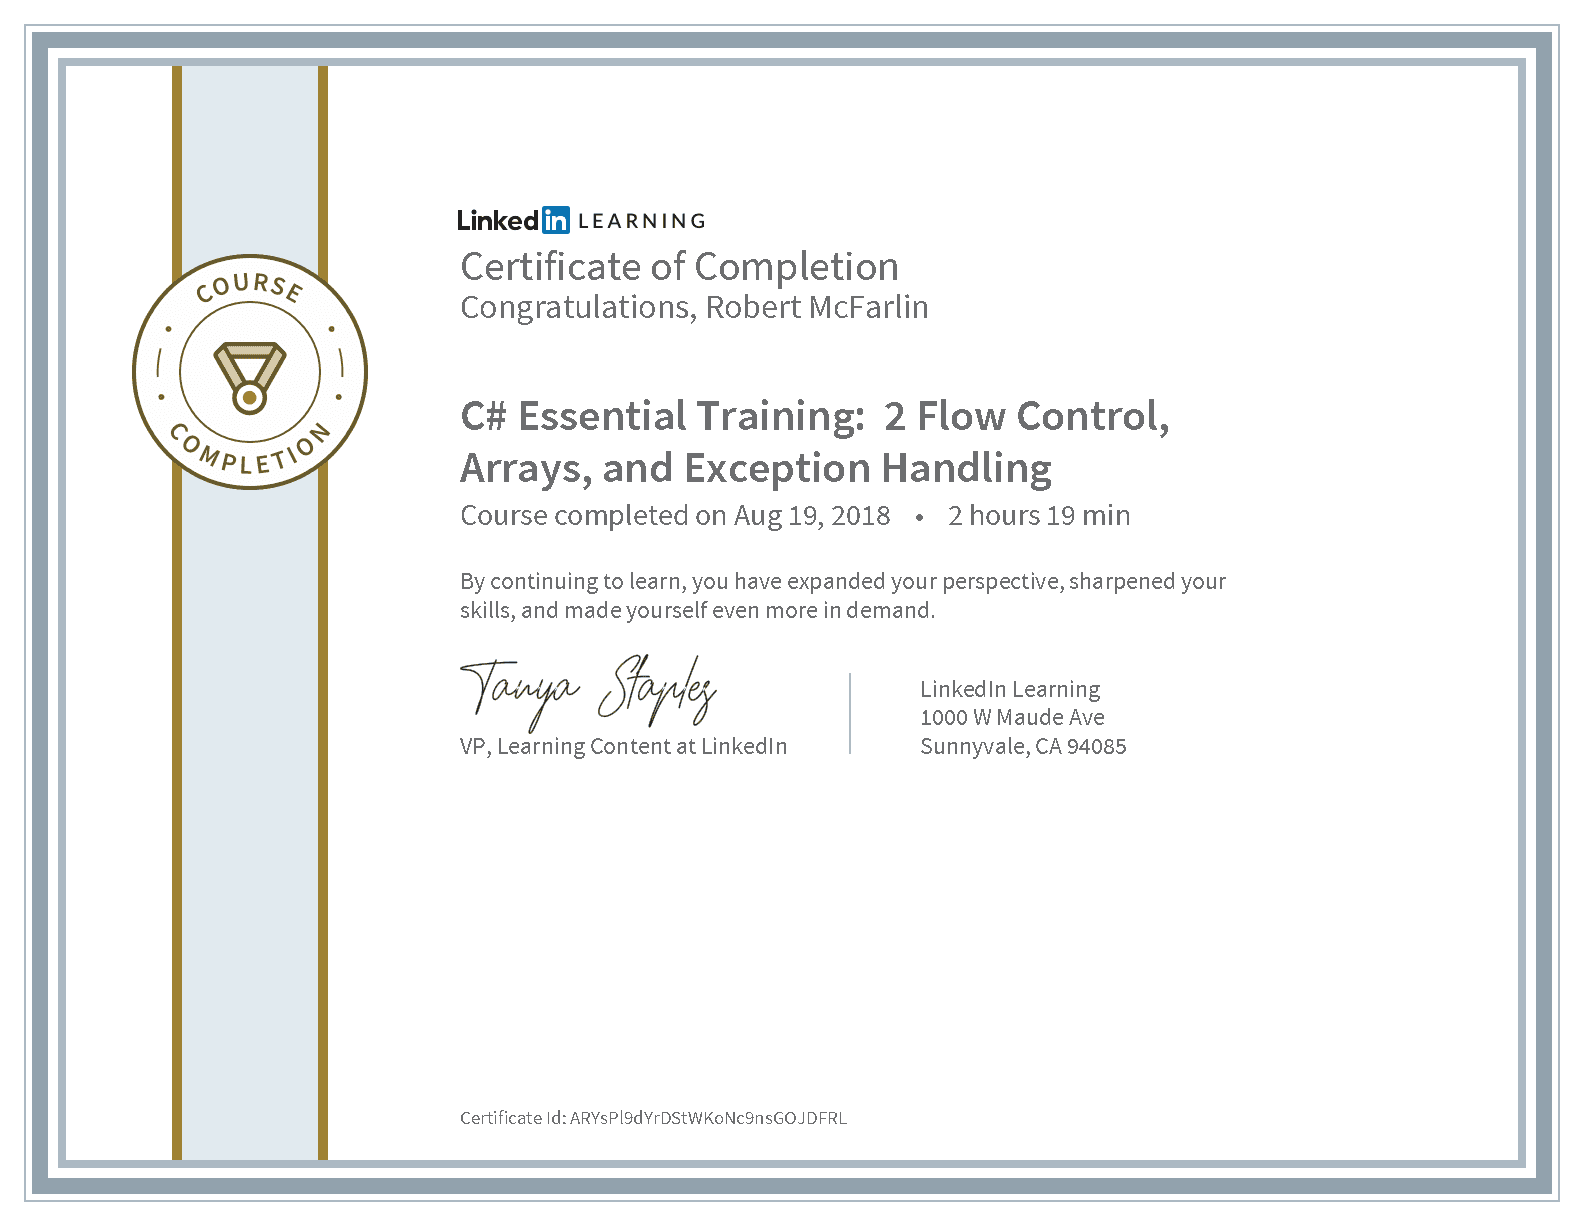 Linkedin LEARNING
Certificate of Completion
Congratulations, Robert McFarlin
COURSE
COMPLETION
C# Essential Training:  2 Flow Control,
Arrays, and Exception Handling
Course completed on Aug 19, 2018 • 2 hours 19 min
By continuing to learn, you have expanded your perspective, sharpened your
skills, and made yourself even more in demand.
Tanya Staples
VP, Learning Content at LinkedIn
LinkedIn Learning
1000 W Maude Ave
Sunnyvale, CA 94085
Certificate Id: ARYsPl9dYrDStWKoNc9nsGOJDFRL